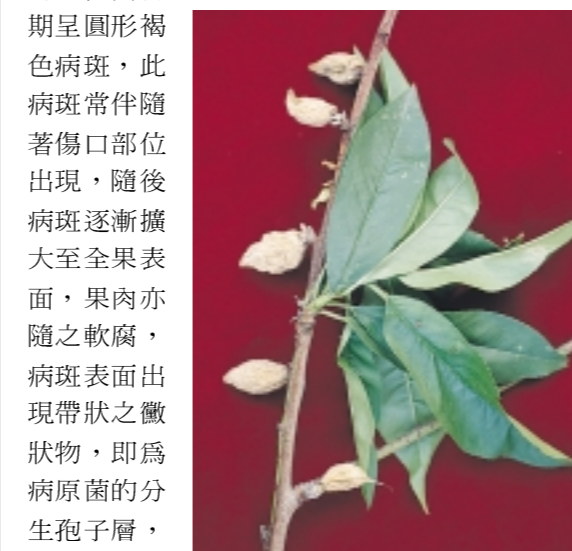 期呈圓形褐
色病斑，此
病斑常伴隨
著傷口部位
出現，隨後
病斑逐漸擴
大至全果表
面，果肉亦
隨之軟腐，
病斑表面出
現帶狀之黴
狀物，即為
病原菌的分
生孢子層，